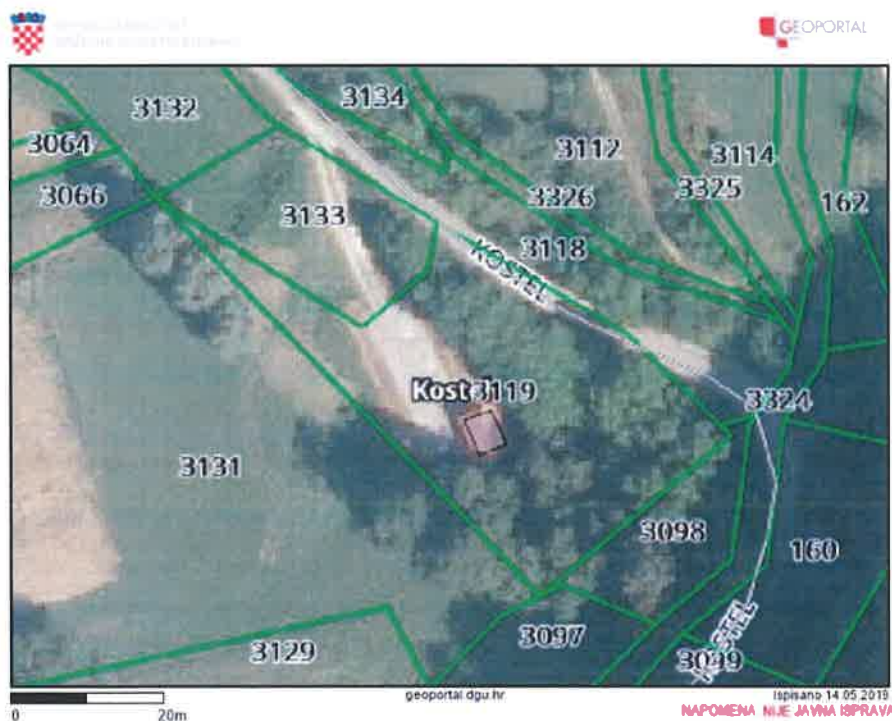 GEOPORTAL
3132
3134
3064
3112
3114
3066
3326
3325
162
3133
3118
KOSTEL
Kost
3119
3324
3131
3098
160
KOSTEL
3097
3129
3099
0 20m
geoportal dgu.hr
Ispisano 14.05.2019
NAPOMENA NIJE JAVNA ISPRAVA